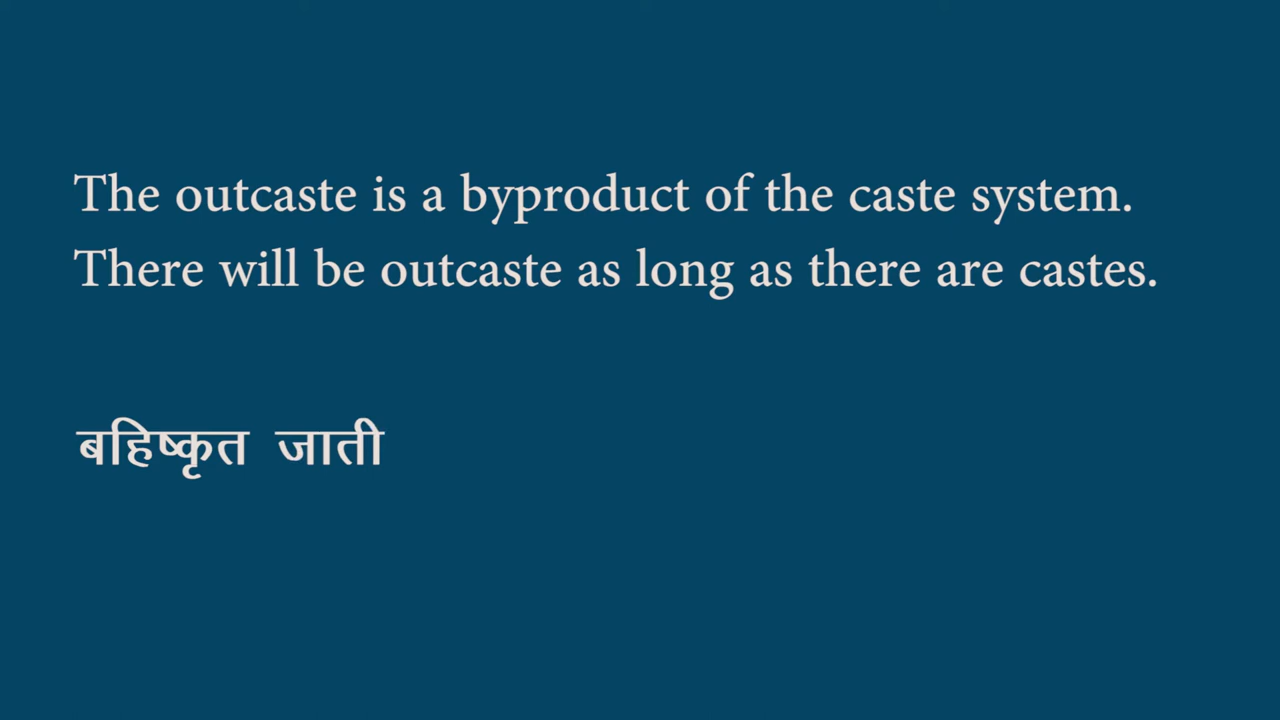 The outcaste is a byproduct of the caste system.
There will be outcaste as long as there are castes.
बहिष्कृत जाती